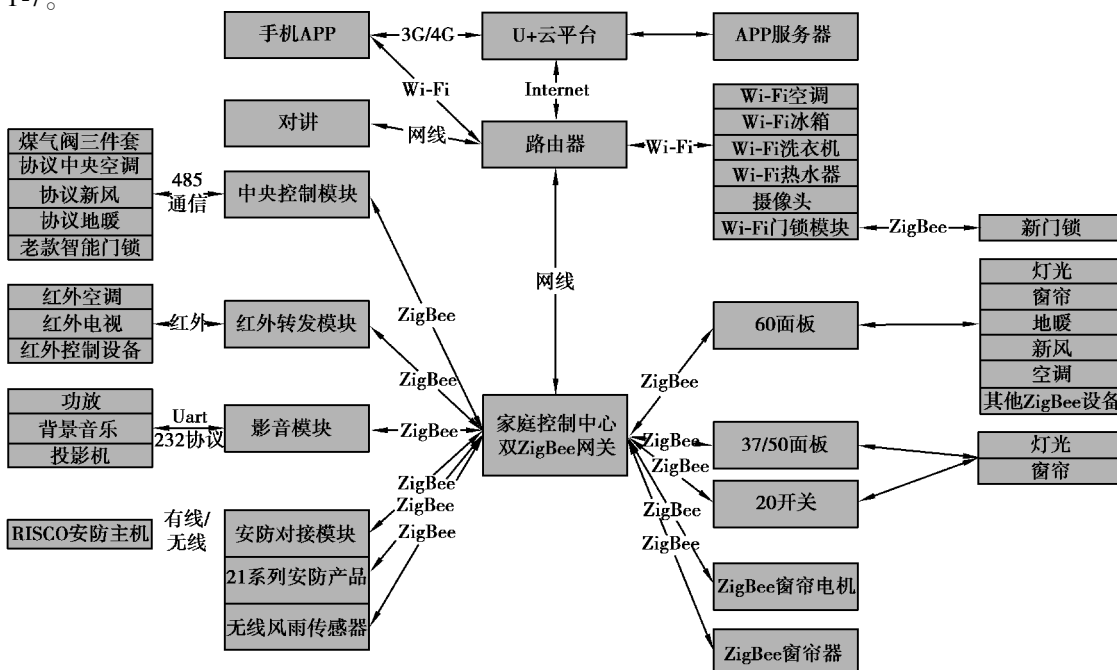 1-7。
手机APP
3G/4G
U+云平台
APP服务器
Wi-Fi
Internet
对讲
网线
路由器
Wi-Fi
Wi-Fi空调
Wi-Fi冰箱
Wi-Fi洗衣机
Wi-Fi热水器
摄像头
Wi-Fi门锁模块
ZigBee
新门锁
煤气阀三件套
协议中央空调
协议新风
协议地暖
老款智能门锁
485
通信
中央控制模块
ZigBee
网线
红外空调
红外电视
红外控制设备
红外
红外转发模块
ZigBee
60面板
ZigBee
灯光
窗帘
地暖
新风
空调
其他ZigBee设备
功放
背景音乐
投影机
Uart
232协议
影音模块
ZigBee
家庭控制中心
双ZigBee网关
ZigBee
37/50面板
ZigBee
20开关
灯光
窗帘
RISCO安防主机
有线/
无线
安防对接模块
21系列安防产品
无线风雨传感器
ZigBee
ZigBee
ZigBee
ZigBee
ZigBee
ZigBee窗帘电机
ZigBee窗帘器